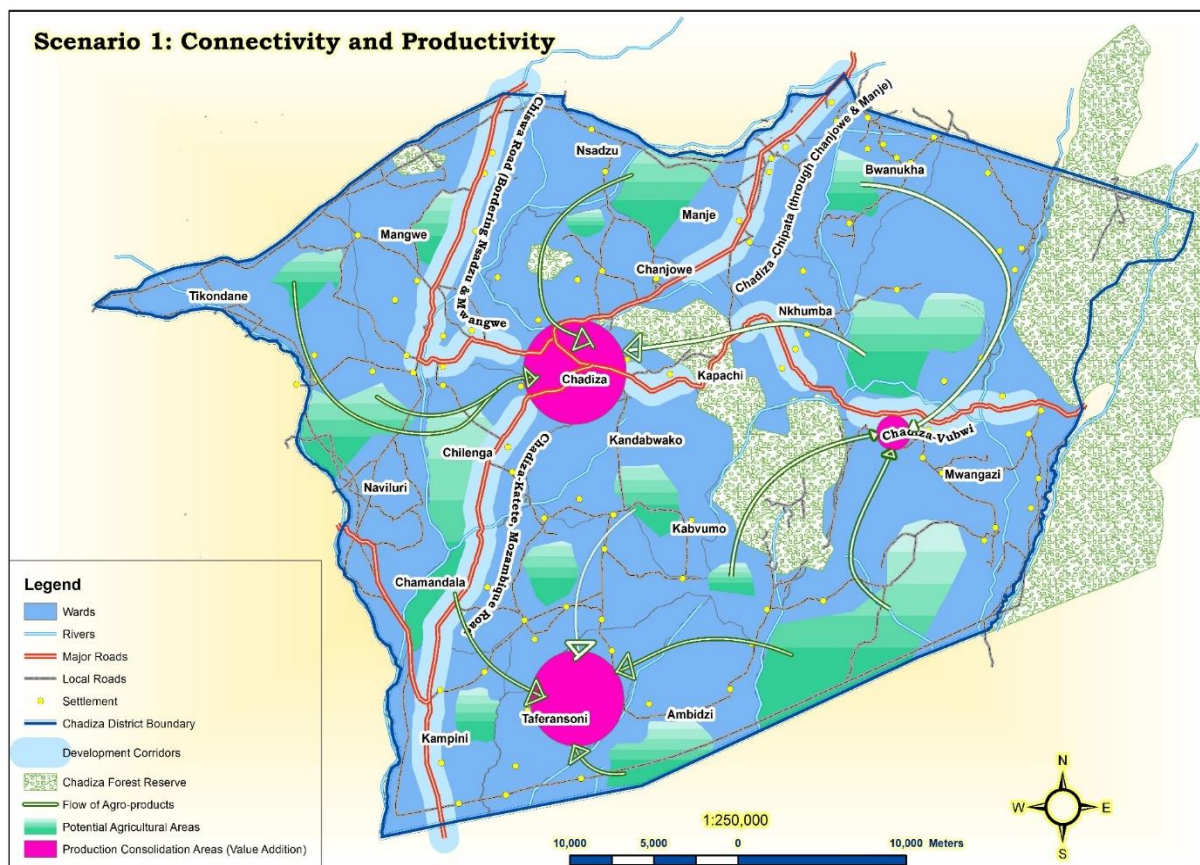 Scenario 1: Connectivity and Productivity
Chiswa Road (Bordering Nsadzu & Mwangwe
Nsadzu
Chadiza -Chipata (through Chanjowe & Manje)
Bwanukha
Manje
Mangwe
Chanjowe
Tikondane
Nkhumba
Kapachi
Chadiza
Chadiza-Vubwi
Kandabwako
Chilenga
Chadiza-Katete, Mozambique Road
Mwangazi
Naviluri
Kabvumo
Chamandala
Taferansoni
Ambidzi
Kampini
Legend
Wards
Rivers
Major Roads
Local Roads
Settlement
Chadiza District Boundary
Development Corridors
Chadiza Forest Reserve
Flow of Agro-products
Potential Agricultural Areas
Production Consolidation Areas (Value Addition)
1:250,000
10,000 5,000 0 10,000 Meters
N
W E
S